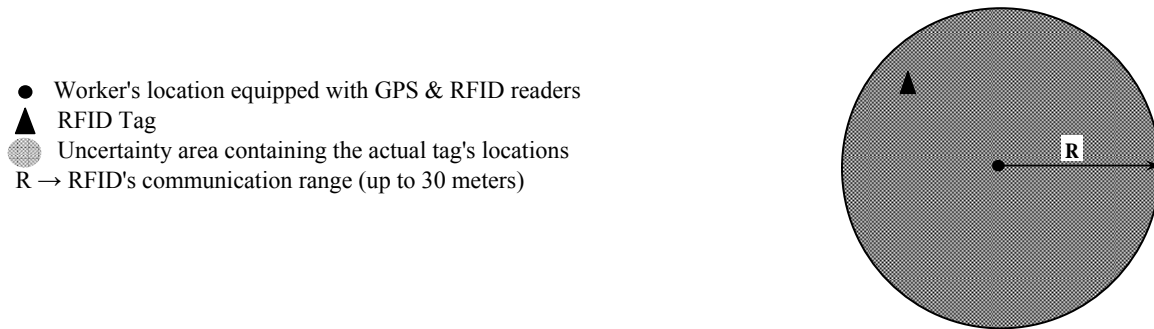 Worker's location equipped with GPS & RFID readers
RFID Tag
Uncertainty area containing the actual tag's locations
R → RFID's communication range (up to 30 meters)
R